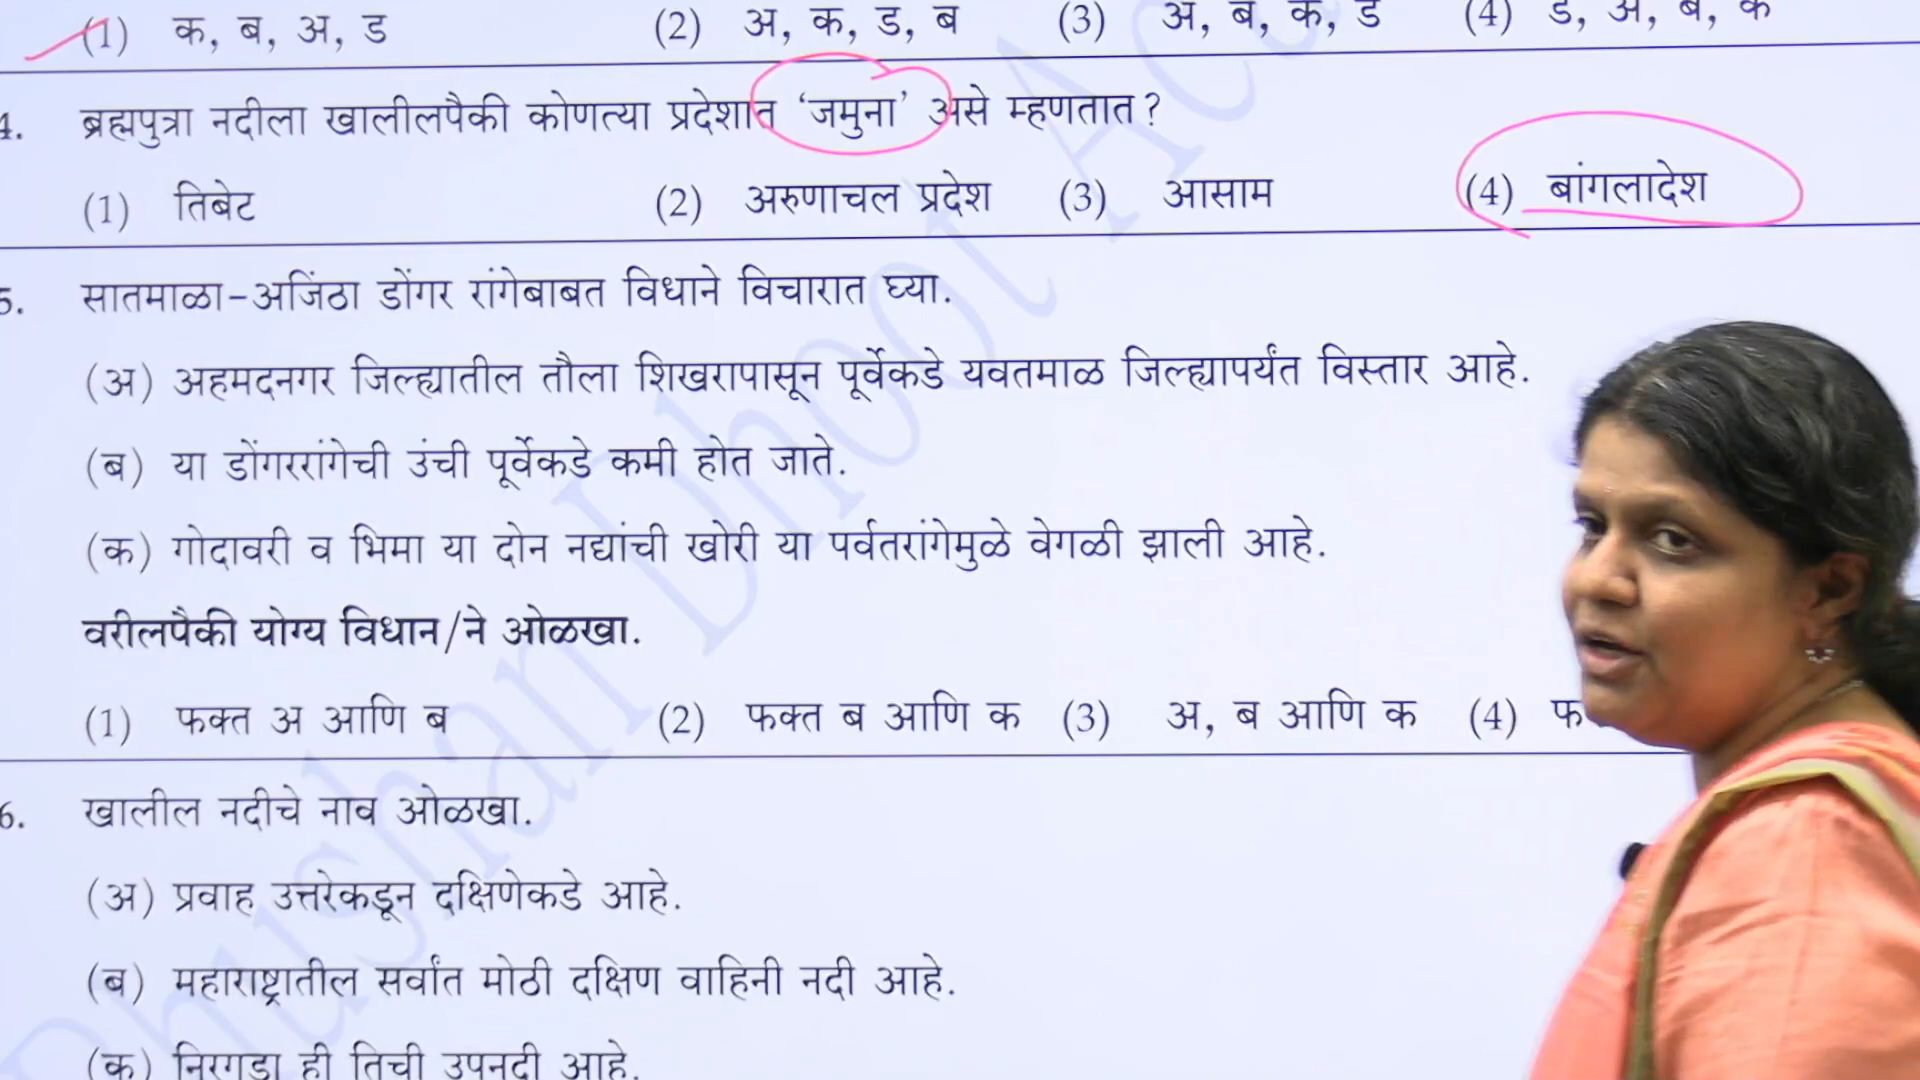 (1) क, ब, अ, ड (2) अ, क, ड, ब (3) अ, ब, क, ड (4) ड, अ, ब, क
4. ब्रह्मपुत्रा नदीला खालीलपैकी कोणत्या प्रदेशात ‘जमुना’ असे म्हणतात?
(1) तिबेट (2) अरुणाचल प्रदेश (3) आसाम (4) बांगलादेश
5. सातमाळा-अजिंठा डोंगर रांगेबाबत विधाने विचारात घ्या.
(अ) अहमदनगर जिल्ह्यातील तौला शिखरापासून पूर्वेकडे यवतमाळ जिल्ह्यापर्यंत विस्तार आहे.
(ब) या डोंगररांगेची उंची पूर्वेकडे कमी होत जाते.
(क) गोदावरी व भिमा या दोन नद्यांची खोरी या पर्वतरांगेमुळे वेगळी झाली आहे.
वरीलपैकी योग्य विधान/ने ओळखा.
(1) फक्त अ आणि ब (2) फक्त ब आणि क (3) अ, ब आणि क (4)
6. खालील नदीचे नाव ओळखा.
(अ) प्रवाह उत्तरेकडून दक्षिणेकडे आहे.
(ब) महाराष्ट्रातील सर्वांत मोठी दक्षिण वाहिनी नदी आहे.
(क) निरगुडा ही तिची उपनदी आहे.
Bhushan Dhoot Aca